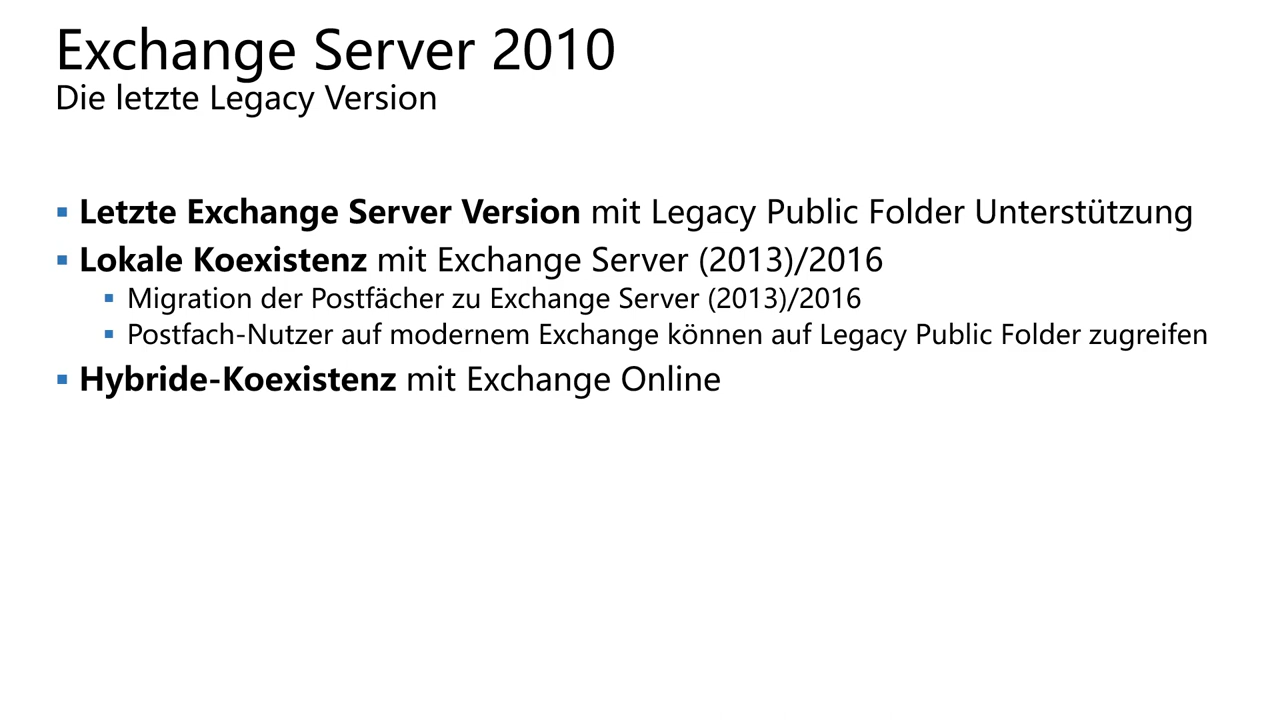 Exchange Server 2010
Die letzte Legacy Version
Letzte Exchange Server Version mit Legacy Public Folder Unterstützung
Lokale Koexistenz mit Exchange Server (2013)/2016
Migration der Postfächer zu Exchange Server (2013)/2016
Postfach-Nutzer auf modernem Exchange können auf Legacy Public Folder zugreifen
Hybride-Koexistenz mit Exchange Online